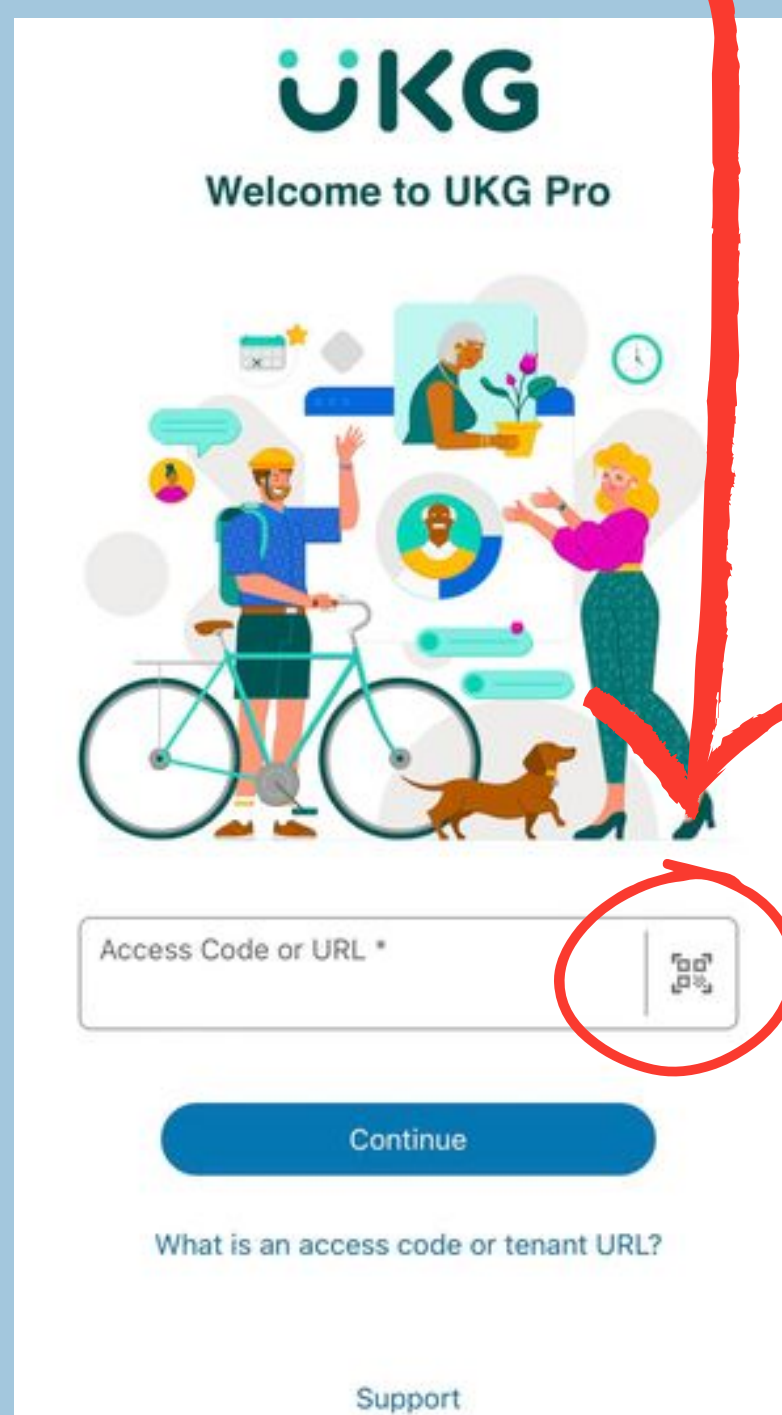 UKG
Welcome to UKG Pro
Access Code or URL *
Continue
What is an access code or tenant URL?
Support